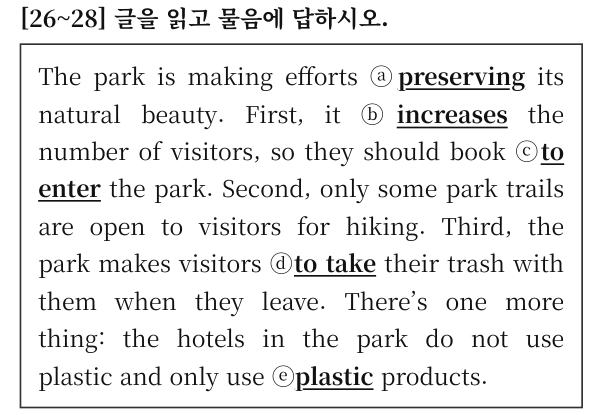 [26~28] 글을 읽고 물음에 답하시오.
The park is making efforts ⓐ preserving its
natural beauty. First, it ⓑ increases the
number of visitors, so they should book ⓒto
enter the park. Second, only some park trails
are open to visitors for hiking. Third, the
park makes visitors ⓓto take their trash with
them when they leave. There's one more
thing: the hotels in the park do not use
plastic and only use ⓔplastic products.